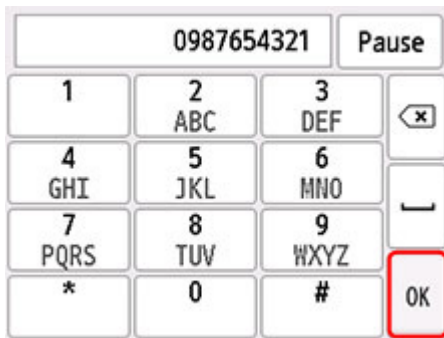 0987654321 Pause
1 2 3
ABC DEF
4 5 6
GHI JKL MNO
7 8 9
PQRS TUV WXYZ
* 0 # OK